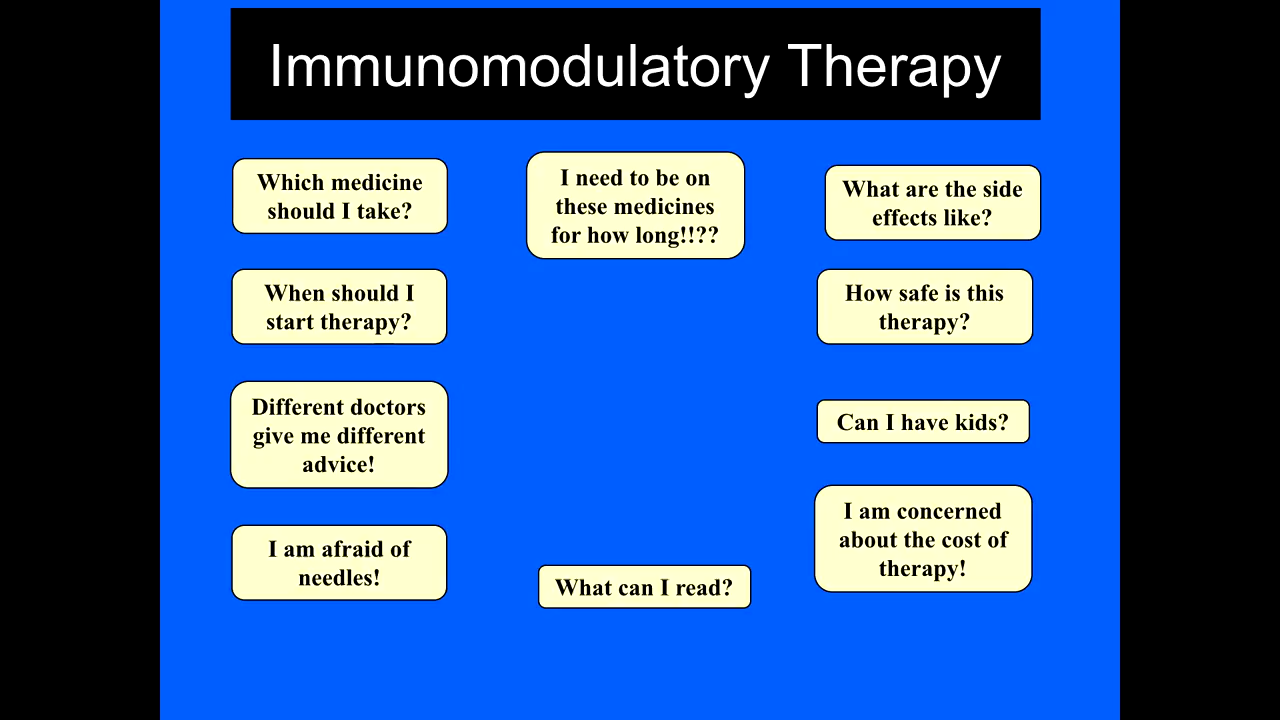 Immunomodulatory Therapy
Which medicine
should I take?
I need to be on
these medicines
for how long!!??
What are the side
effects like?
When should I
start therapy?
How safe is this
therapy?
Different doctors
give me different
advice!
Can I have kids?
I am afraid of
needles!
What can I read?
I am concerned
about the cost of
therapy!